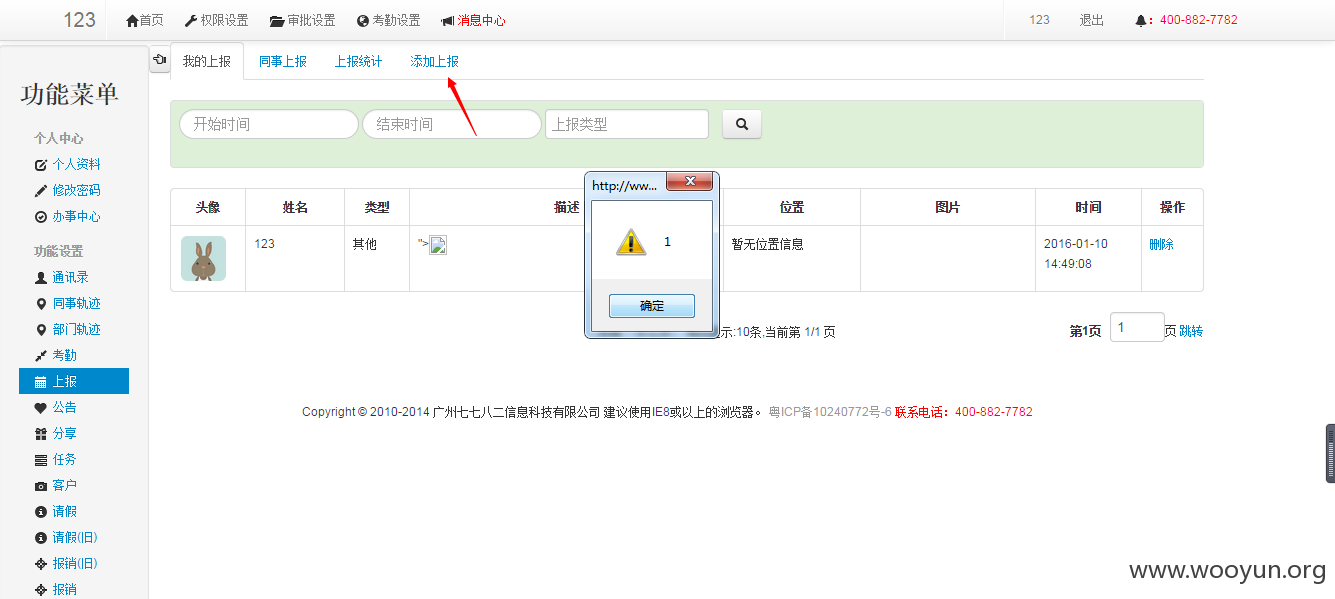 123 首页 权限设置 审批设置 考勤设置 消息中心 123 退出 : 400-882-7782
我的上报 同事上报 上报统计 添加上报
功能菜单
个人中心
个人资料
修改密码
办事中心
功能设置
通讯录
同事轨迹
部门轨迹
考勤
上报
公告
分享
任务
客户
请假
请假(旧)
报销(旧)
报销
开始时间 结束时间 上报类型
头像 姓名 类型 描述 位置 图片 时间 操作
123 其他 "> 暂无位置信息 2016-01-10 删除
14:49:08
http://ww...
1
确定
示:10条,当前第 1/1 页 第1页 1 页 跳转
Copyright © 2010-2014 广州七七八二信息科技有限公司 建议使用IE8或以上的浏览器。 粤ICP备10240772号-6 联系电话：400-882-7782
www.wooyun.org